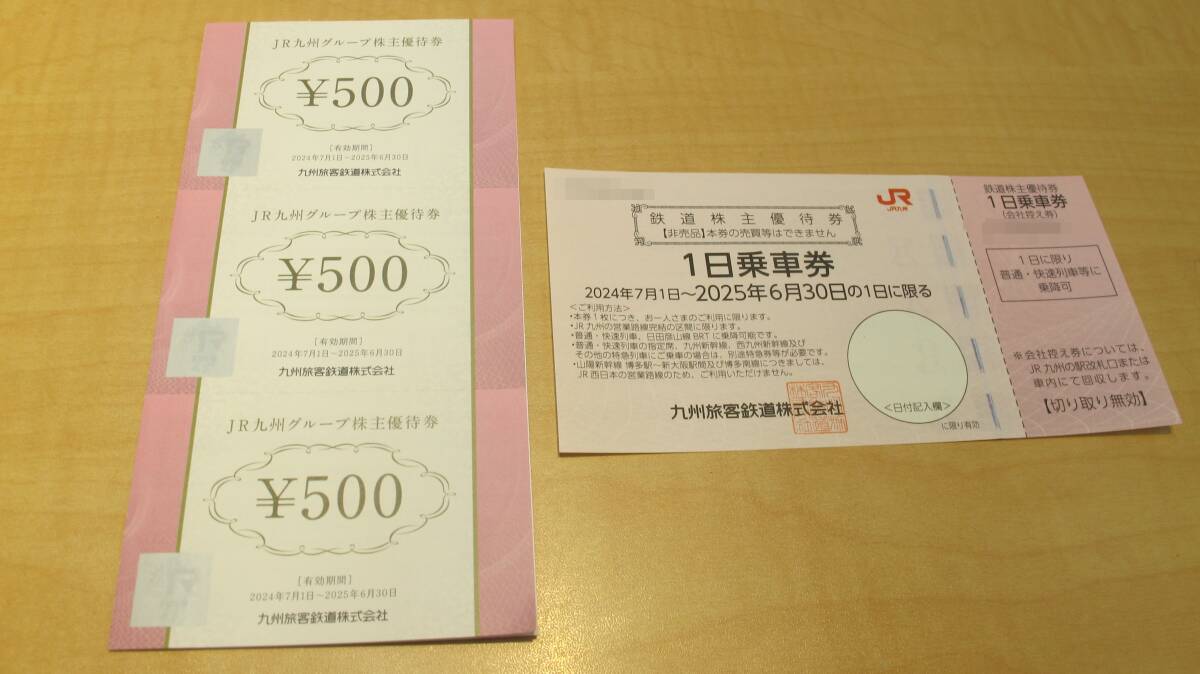 JR九州グループ株主優待券
¥500
[有効期間]
2024年7月1日~2025年6月30日
九州旅客鉄道株式会社
JR九州グループ株主優待券
¥500
[有効期間]
2024年7月1日~2025年6月30日
九州旅客鉄道株式会社
JR九州グループ株主優待券
¥500
[有効期間]
2024年7月1日~2025年6月30日
九州旅客鉄道株式会社
JR
JR九州
鉄道株主優待券
【非売品】本券の売買等はできません
1日乗車券
2024年7月1日~2025年6月30日の1日に限る
<ご利用方法>
・本券1枚につき、お一人さまのご利用に限ります。
・JR九州の営業路線完結の区間に限ります。
・普通・快速列車、日田彦山線BRTに乗降可能です。
・普通・快速列車の指定席、九州新幹線、西九州新幹線及び
その他の特急列車にご乗車の場合は、別途特急券等が必要です。
・山陽新幹線 博多駅~新大阪駅間及び博多南線につきましては、
JR西日本の営業路線のため、ご利用いただけません。
九州旅客鉄道株式会社
<日付記入欄>
に限り有効
鉄道株主優待券
1日乗車券
(会社控え券)
1日に限り
普通・快速列車等に
乗降可
※会社控え券については、
JR九州の駅改札口または
車内にて回収します。
【切り取り無効】